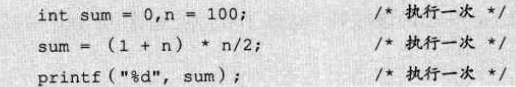 int sum = 0,n = 100; /* 执行一次 */
sum = (1 + n) * n/2; /* 执行一次 */
printf("%d", sum); /* 执行一次 */